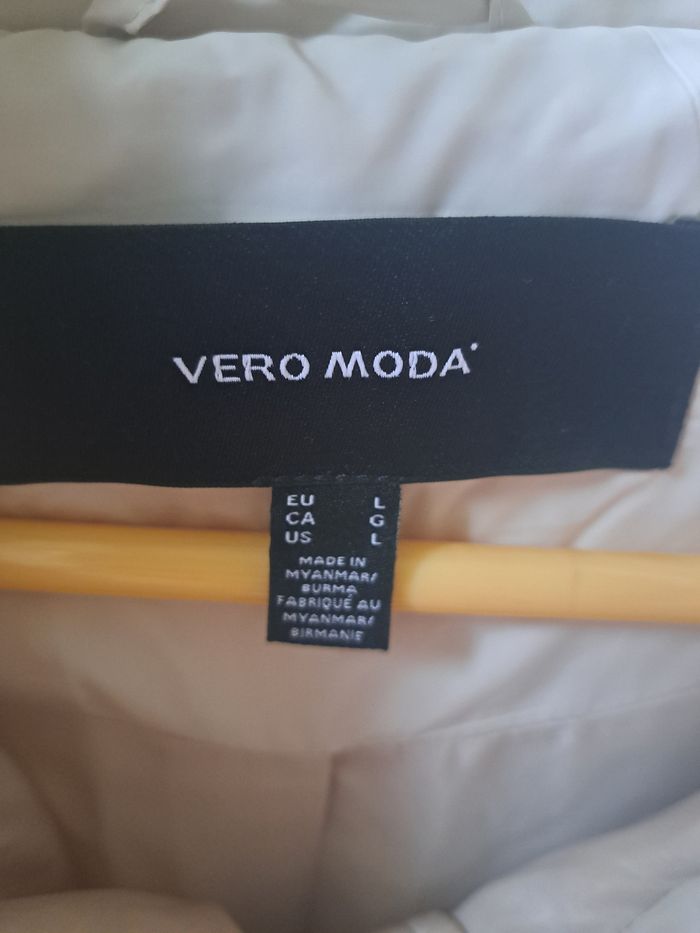 VERO MODA
EU L
CA G
US L
MADE IN
MYANMAR/
BURMA
FABRIQUÉ AU
MYANMAR/
BIRMANIE